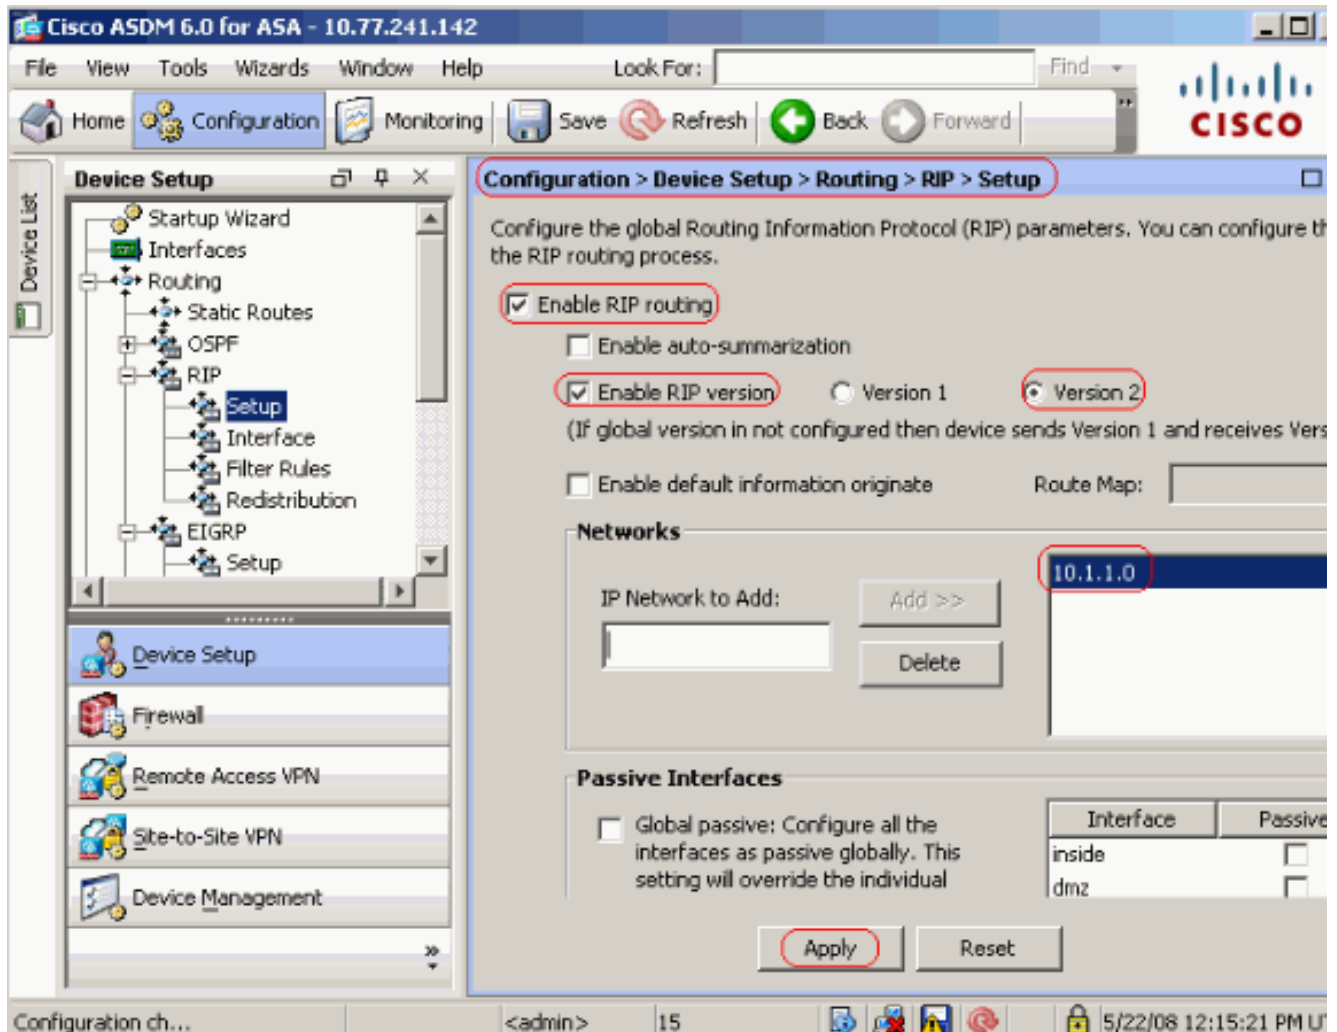 Cisco ASDM 6.0 for ASA - 10.77.241.142
File View Tools Wizards Window Help Look For: Find
Home Configuration Monitoring Save Refresh Back Forward
CISCO
Device List
Device Setup
Startup Wizard
Interfaces
Routing
Static Routes
OSPF
RIP
Setup
Interface
Filter Rules
Redistribution
EIGRP
Setup
Device Setup
Firewall
Remote Access VPN
Site-to-Site VPN
Device Management
Configuration > Device Setup > Routing > RIP > Setup
Configure the global Routing Information Protocol (RIP) parameters. You can configure th
the RIP routing process.
Enable RIP routing
Enable auto-summarization
Enable RIP version Version 1 Version 2
(If global version in not configured then device sends Version 1 and receives Vers
Enable default information originate Route Map:
Networks
IP Network to Add:
Add >>
Delete
10.1.1.0
Passive Interfaces
Global passive: Configure all the
interfaces as passive globally. This
setting will override the individual
Interface Passive
inside
dmz
Apply Reset
Configuration ch... <admin> 15 5/22/08 12:15:21 PM UT